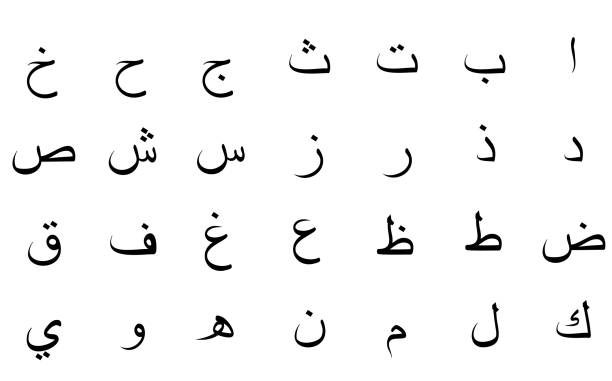 ا ب ت ث ج ح خ
د ذ ر ز س ش ص
ض ط ظ ع غ ف ق
ك ل م ن ه و ي